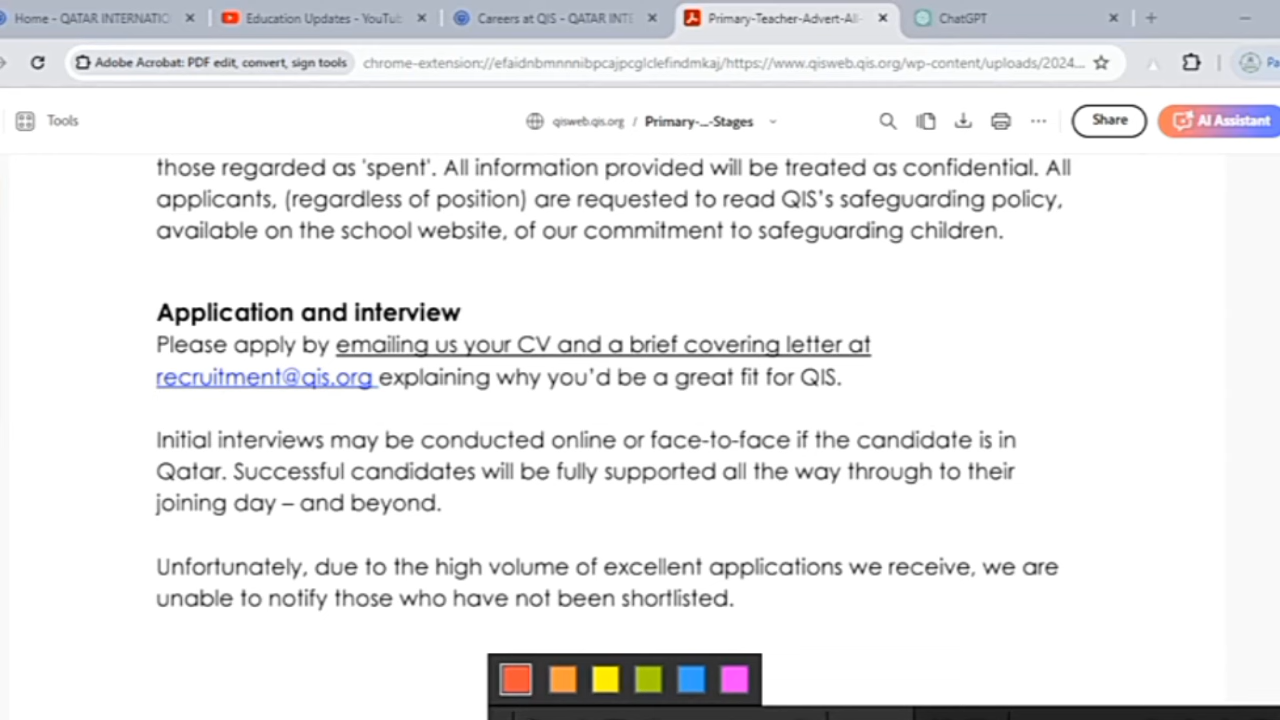 Home - QATAR INTERNATIO
Education Updates - YouTub
Careers at QIS - QATAR INTE
Primary-Teacher-Advert-All-
ChatGPT
Adobe Acrobat: PDF edit, convert, sign tools
chrome-extension://efaidnbmnnnibpcajpcglclefindmkaj/https://www.qisweb.qis.org/wp-content/uploads/2024...
Pa
Tools
qisweb.qis.org / Primary-_-Stages
Share
AI Assistant
those regarded as 'spent'. All information provided will be treated as confidential. All
applicants, (regardless of position) are requested to read QIS's safeguarding policy,
available on the school website, of our commitment to safeguarding children.
Application and interview
Please apply by emailing us your CV and a brief covering letter at
recruitment@qis.org explaining why you'd be a great fit for QIS.
Initial interviews may be conducted online or face-to-face if the candidate is in
Qatar. Successful candidates will be fully supported all the way through to their
joining day – and beyond.
Unfortunately, due to the high volume of excellent applications we receive, we are
unable to notify those who have not been shortlisted.